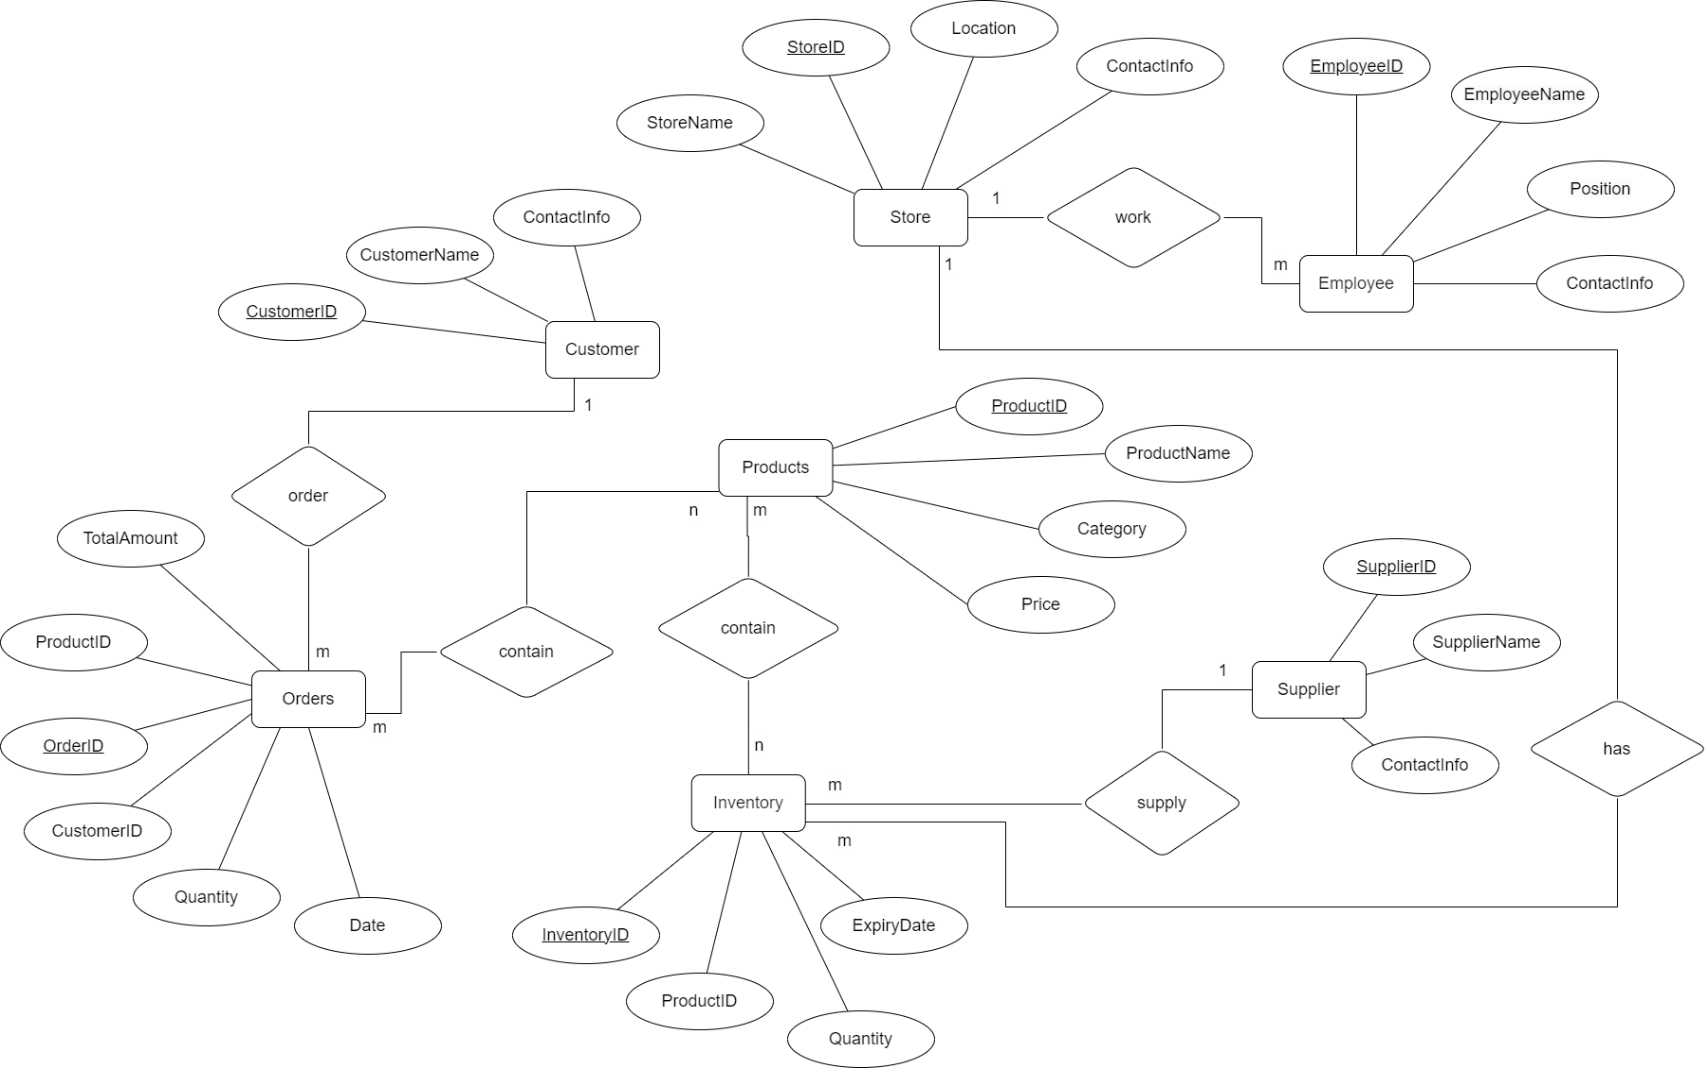 Location
StoreID
ContactInfo
EmployeeID
EmployeeName
StoreName
Position
1
Store
work
ContactInfo
CustomerName
1
m
Employee
ContactInfo
CustomerID
Customer
1
ProductID
ProductName
Products
order
n
m
Category
TotalAmount
SupplierID
Price
contain
ProductID
SupplierName
m
contain
1
Orders
Supplier
m
OrderID
n
has
ContactInfo
m
Inventory
supply
CustomerID
m
Quantity
Date
ExpiryDate
InventoryID
ProductID
Quantity